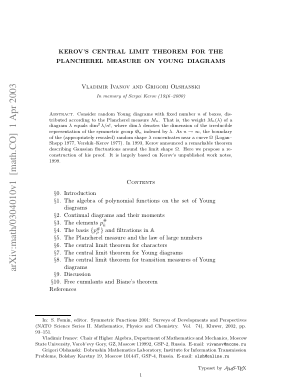 KEROV'S CENTRAL LIMIT THEOREM FOR THE
PLANCHEREL MEASURE ON YOUNG DIAGRAMS
Vladimir Ivanov and Grigori Olshanski
In memory of Sergei Kerov (1946–2000)
Abstract. Consider random Young diagrams with fixed number n of boxes, dis-
tributed according to the Plancherel measure Mₙ. That is, the weight Mₙ(λ) of a
diagram λ equals dim² λ/n!, where dim λ denotes the dimension of the irreducible
representation of the symmetric group 𝔖ₙ indexed by λ. As n → ∞, the boundary
of the (appropriately rescaled) random shape λ concentrates near a curve Ω (Logan-
Shepp 1977, Vershik-Kerov 1977). In 1993, Kerov announced a remarkable theorem
describing Gaussian fluctuations around the limit shape Ω. Here we propose a re-
construction of his proof. It is largely based on Kerov's unpublished work notes,
1999.
Contents
§0. Introduction
§1. The algebra of polynomial functions on the set of Young
diagrams
§2. Continual diagrams and their moments
§3. The elements
§4. The basis and filtrations in 𝔸
§5. The Plancherel measure and the law of large numbers
§6. The central limit theorem for characters
§7. The central limit theorem for Young diagrams
§8. The central limit theorem for transition measures of Young
diagrams
§9. Discussion
§10. Free cumulants and Biane's theorem
References
In: S. Fomin, editor. Symmetric Functions 2001: Surveys of Developments and Perspectives
(NATO Science Series II. Mathematics, Physics and Chemistry. Vol. 74), Kluwer, 2002, pp.
93–151.
Vladimir Ivanov: Chair of Higher Algebra, Department of Mathematics and Mechanics, Moscow
State University, Vorob'evy Gory, GZ, Moscow 119992, GSP-2, Russia. E-mail:
Grigori Olshanski: Dobrushin Mathematics Laboratory, Institute for Information Transmission
Problems, Bolshoy Karetny 19, Moscow 101447, GSP-4, Russia. E-mail:
Typeset by AMS-TEX
1
arXiv:math/0304010v1 [math.CO] 1 Apr 2003